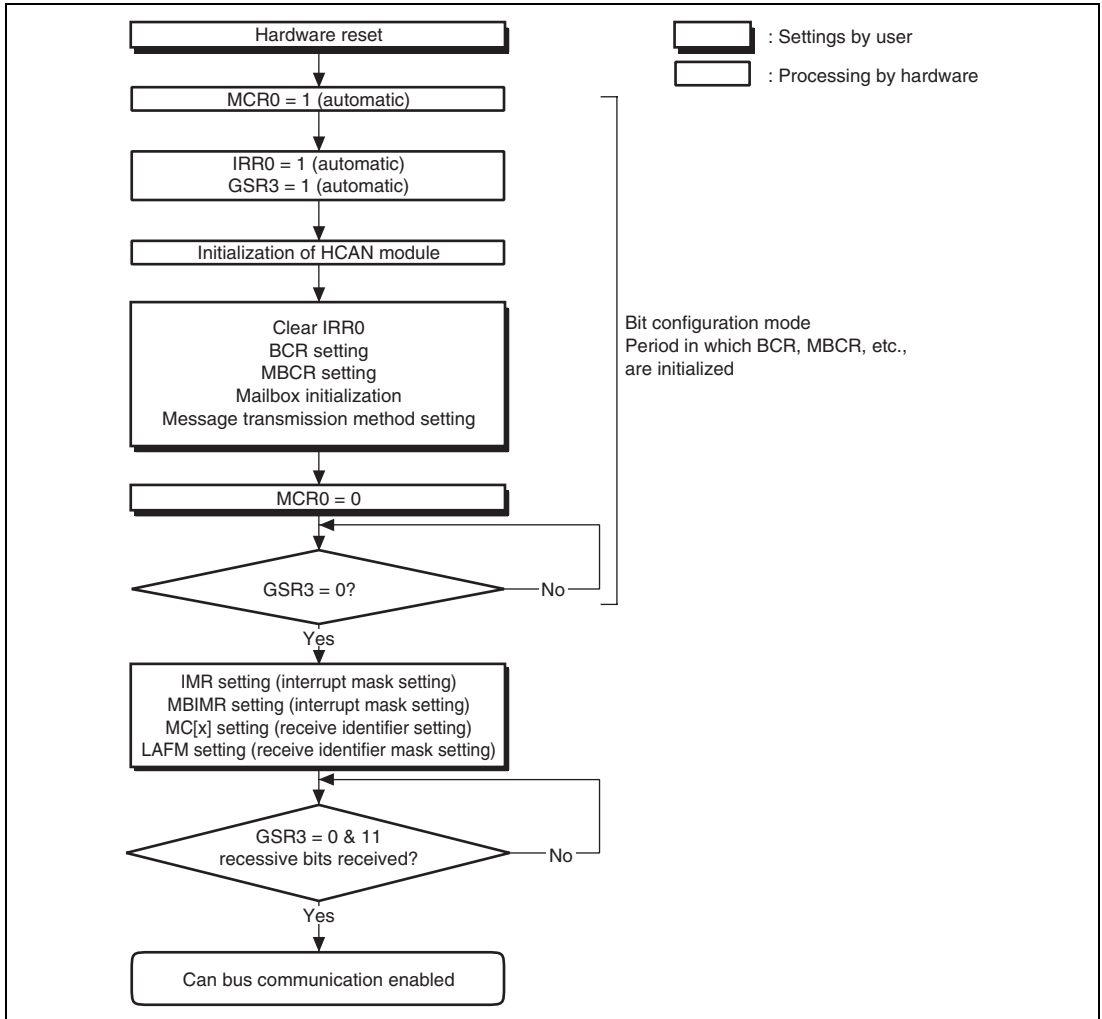 Hardware reset
: Settings by user
: Processing by hardware
MCR0 = 1 (automatic)
IRR0 = 1 (automatic)
GSR3 = 1 (automatic)
Initialization of HCAN module
Clear IRR0
BCR setting
MBCR setting
Mailbox initialization
Message transmission method setting
Bit configuration mode
Period in which BCR, MBCR, etc.,
are initialized
MCR0 = 0
GSR3 = 0?
No
Yes
IMR setting (interrupt mask setting)
MBIMR setting (interrupt mask setting)
MC[x] setting (receive identifier setting)
LAFM setting (receive identifier mask setting)
GSR3 = 0 & 11
recessive bits received?
No
Yes
Can bus communication enabled